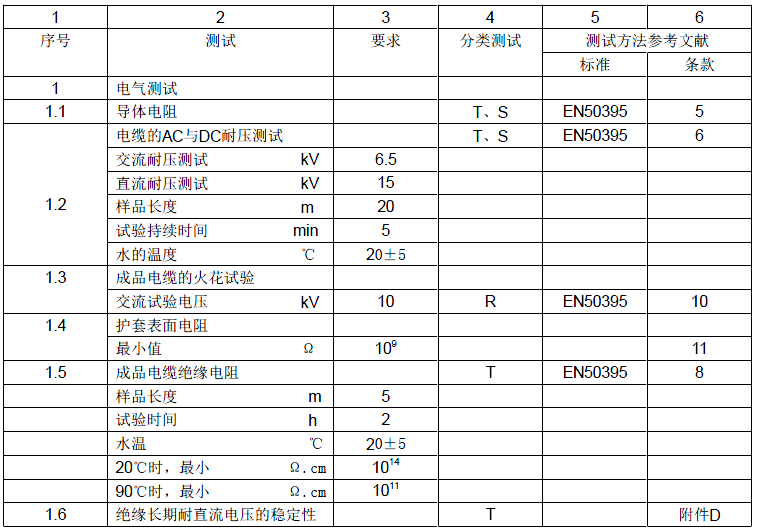 1 2 3 4 5 6
序号 测试 要求 分类测试 测试方法参考文献
标准 条款
1 电气测试
1.1 导体电阻 T、S EN50395 5
电缆的AC与DC耐压测试 T、S EN50395 6
交流耐压测试 kV 6.5
直流耐压测试 kV 15
1.2 样品长度 m 20
试验持续时间 min 5
水的温度 ℃ 20±5
1.3 成品电缆的火花试验
交流试验电压 kV 10 R EN50395 10
1.4 护套表面电阻
最小值 Ω 10⁹ 11
1.5 成品电缆绝缘电阻 T EN50395 8
样品长度 m 5
试验时间 h 2
水温 ℃ 20±5
20℃时，最小 Ω.cm 10¹⁴
90℃时，最小 Ω.cm 10¹¹
1.6 绝缘长期耐直流电压的稳定性 T 附件D